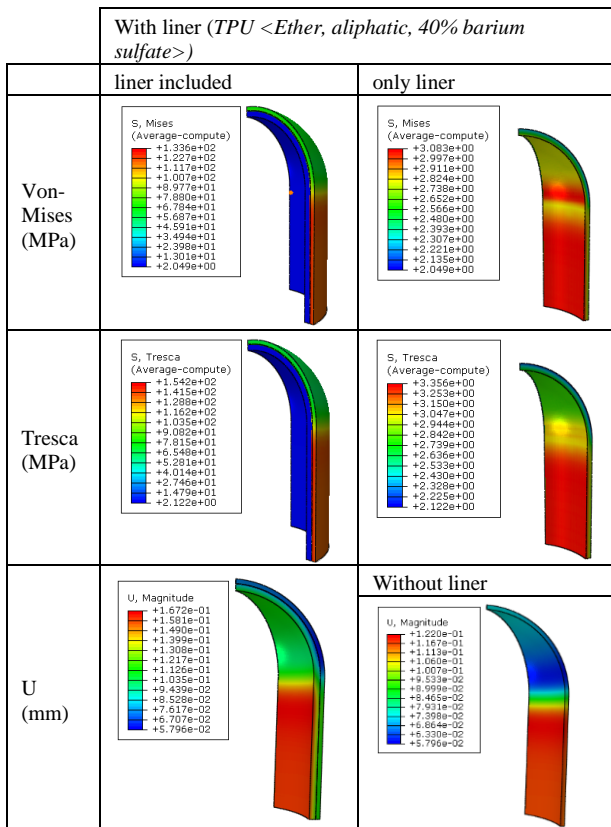 With liner (TPU <Ether, aliphatic, 40% barium
sulfate>)
liner included
only liner
Von-
Mises
(MPa)
S, Mises
(Average-compute)
+1.336e+02
+1.227e+02
+1.117e+02
+1.007e+02
+8.977e+01
+7.880e+01
+6.784e+01
+5.687e+01
+4.591e+01
+3.494e+01
+2.398e+01
+1.301e+01
+2.049e+00
S, Mises
(Average-compute)
+3.083e+00
+2.997e+00
+2.911e+00
+2.824e+00
+2.738e+00
+2.652e+00
+2.566e+00
+2.480e+00
+2.393e+00
+2.307e+00
+2.221e+00
+2.135e+00
+2.049e+00
Tresca
(MPa)
S, Tresca
(Average-compute)
+1.542e+02
+1.415e+02
+1.288e+02
+1.162e+02
+1.035e+02
+9.082e+01
+7.815e+01
+6.548e+01
+5.281e+01
+4.014e+01
+2.746e+01
+1.479e+01
+2.122e+00
S, Tresca
(Average-compute)
+3.356e+00
+3.253e+00
+3.150e+00
+3.047e+00
+2.944e+00
+2.842e+00
+2.739e+00
+2.636e+00
+2.533e+00
+2.430e+00
+2.328e+00
+2.225e+00
+2.122e+00
U
(mm)
U, Magnitude
+1.672e-01
+1.581e-01
+1.490e-01
+1.399e-01
+1.308e-01
+1.217e-01
+1.126e-01
+1.035e-01
+9.439e-02
+8.528e-02
+7.617e-02
+6.707e-02
+5.796e-02
Without liner
U, Magnitude
+1.220e-01
+1.167e-01
+1.113e-01
+1.060e-01
+1.007e-01
+9.533e-02
+8.999e-02
+8.465e-02
+7.931e-02
+7.398e-02
+6.864e-02
+6.330e-02
+5.796e-02